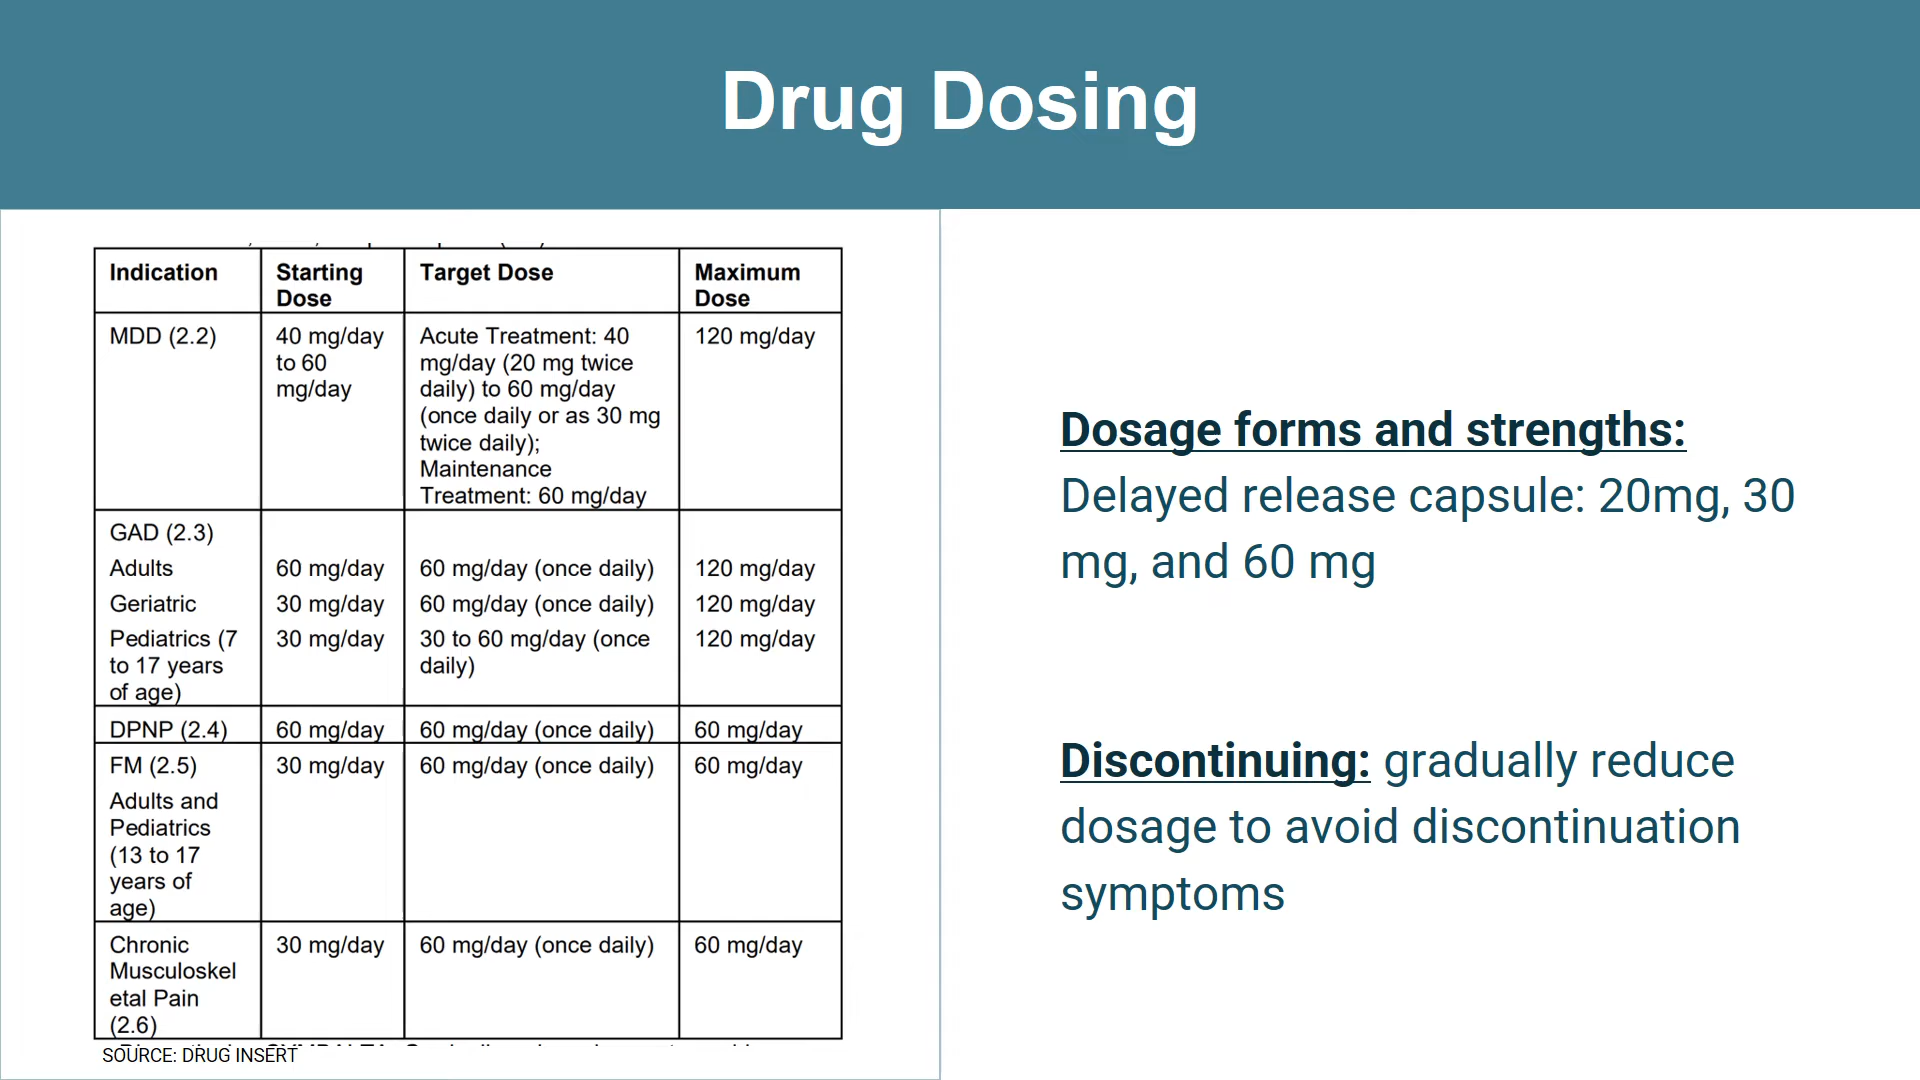 Drug Dosing
Indication
Starting
Dose
Target Dose
Maximum
Dose
MDD (2.2)
40 mg/day
to 60
mg/day
Acute Treatment: 40
mg/day (20 mg twice
daily) to 60 mg/day
(once daily or as 30 mg
twice daily);
Maintenance
Treatment: 60 mg/day
120 mg/day
GAD (2.3)
Adults
60 mg/day
60 mg/day (once daily)
120 mg/day
Geriatric
30 mg/day
60 mg/day (once daily)
120 mg/day
Pediatrics (7
to 17 years
of age)
30 mg/day
30 to 60 mg/day (once
daily)
120 mg/day
DPNP (2.4)
60 mg/day
60 mg/day (once daily)
60 mg/day
FM (2.5)
30 mg/day
60 mg/day (once daily)
60 mg/day
Adults and
Pediatrics
(13 to 17
years of
age)
Chronic
Musculoskel
etal Pain
(2.6)
30 mg/day
60 mg/day (once daily)
60 mg/day
SOURCE: DRUG INSERT
Dosage forms and strengths:
Delayed release capsule: 20mg, 30
mg, and 60 mg
Discontinuing: gradually reduce
dosage to avoid discontinuation
symptoms